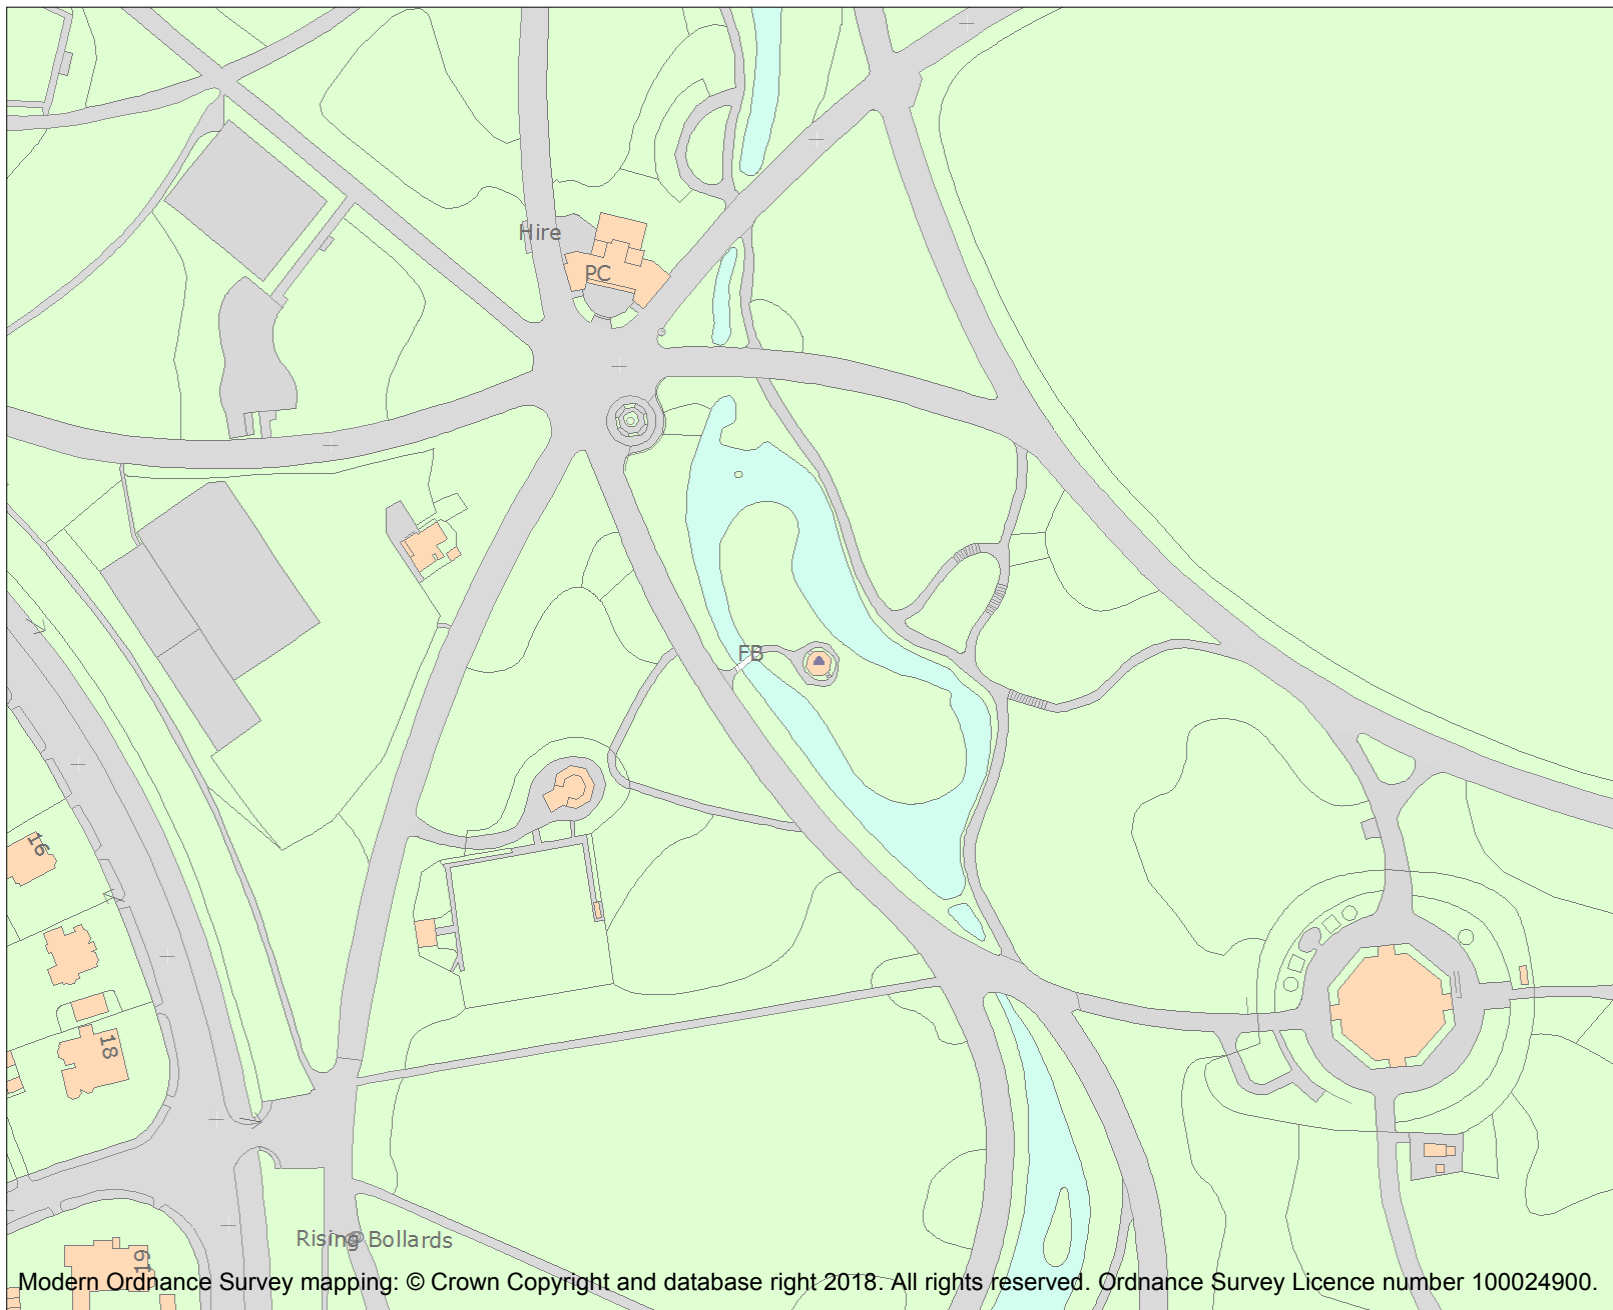 Hire
PC
FB
16
18
Rising Bollards
19
Modern Ordnance Survey mapping: © Crown Copyright and database right 2018. All rights reserved. Ordnance Survey Licence number 100024900.